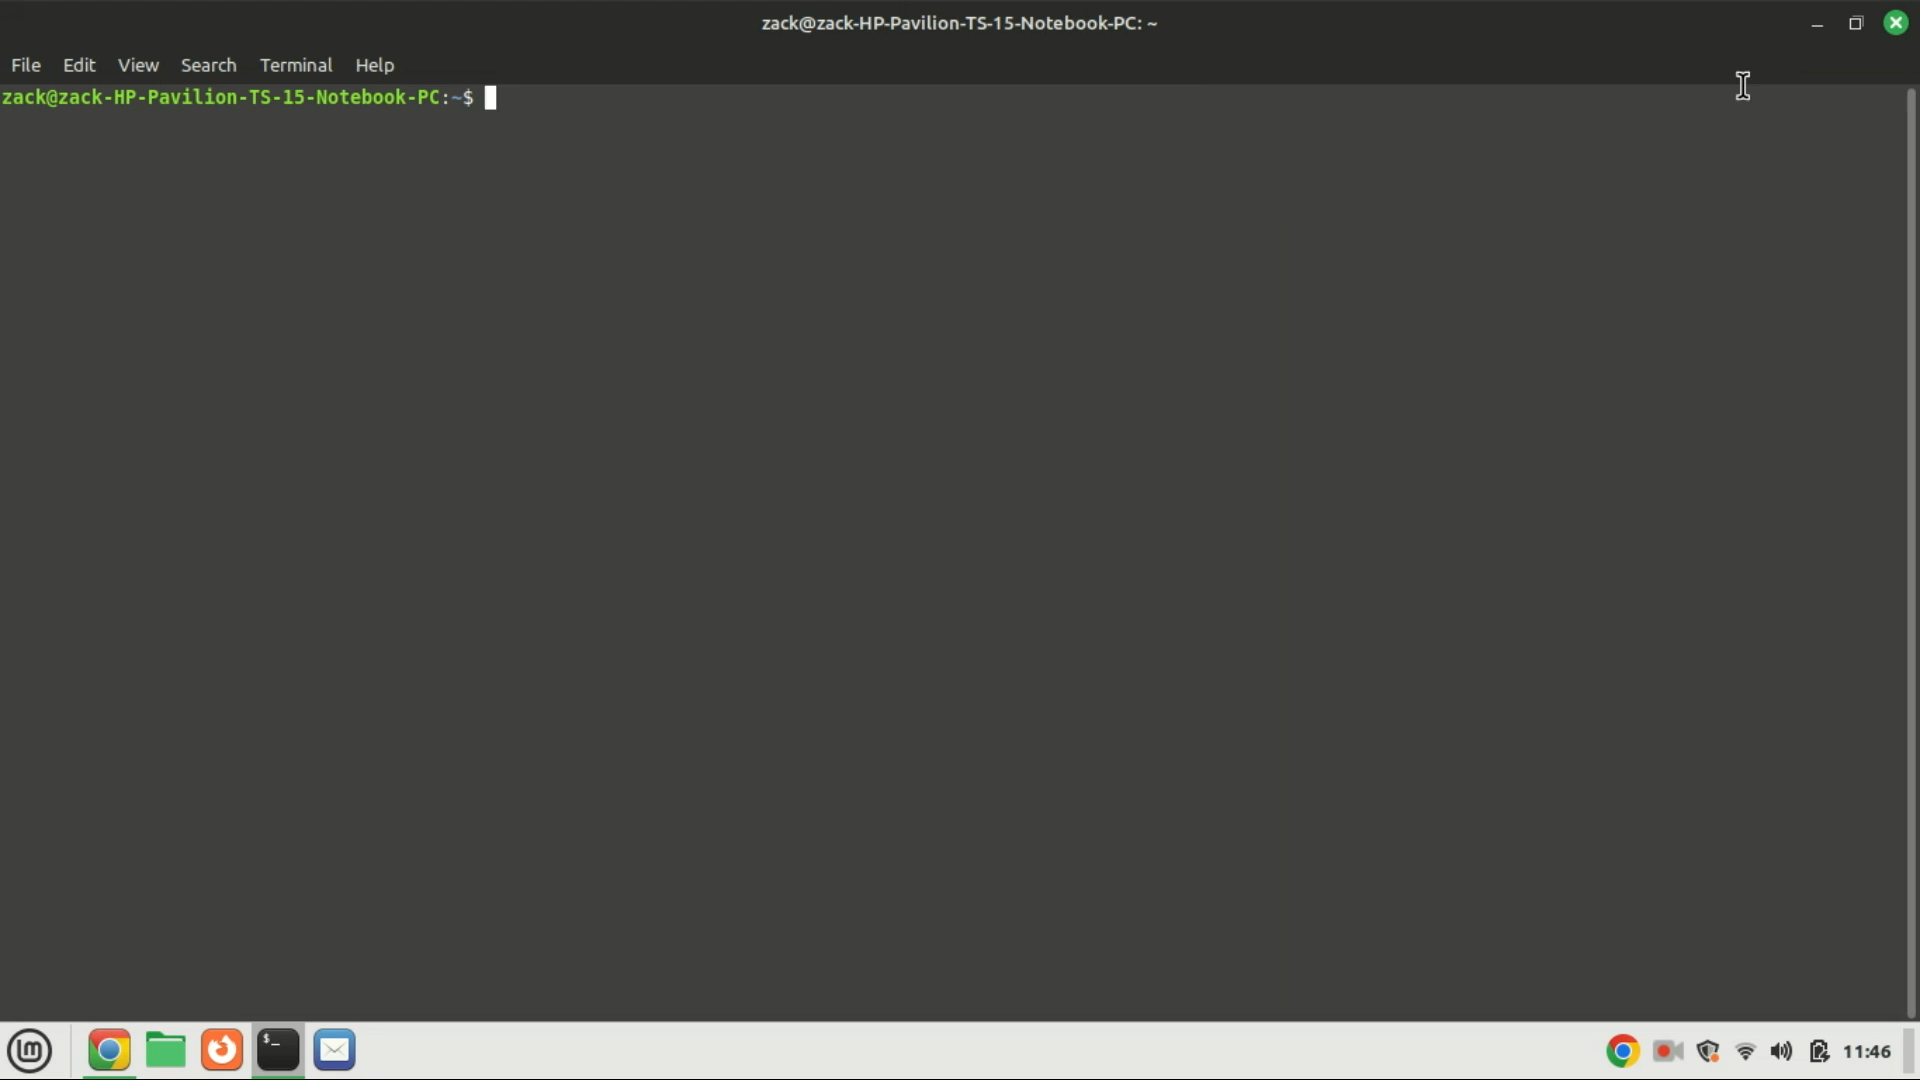 zack@zack-HP-Pavilion-TS-15-Notebook-PC: ~
File Edit View Search Terminal Help
zack@zack-HP-Pavilion-TS-15-Notebook-PC:~$
$_
lm
11:46